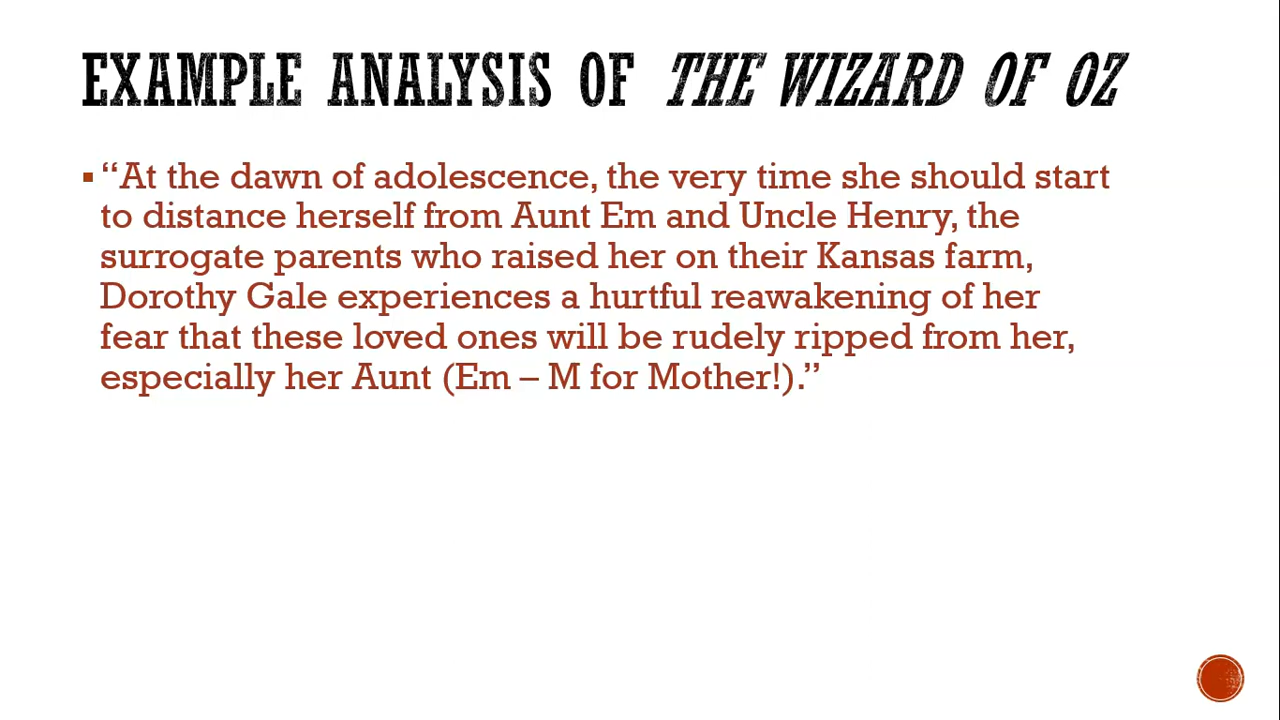 EXAMPLE ANALYSIS OF THE WIZARD OF OZ
▪ “At the dawn of adolescence, the very time she should start
to distance herself from Aunt Em and Uncle Henry, the
surrogate parents who raised her on their Kansas farm,
Dorothy Gale experiences a hurtful reawakening of her
fear that these loved ones will be rudely ripped from her,
especially her Aunt (Em – M for Mother!).”